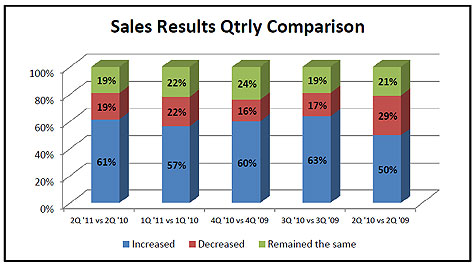 Sales Results Qtrly Comparison
100%
80%
60%
40%
20%
0%
19% 22% 24% 19% 21%
19% 22% 16% 17% 29%
61% 57% 60% 63% 50%
2Q '11 vs 2Q '10 1Q '11 vs 1Q '10 4Q '10 vs 4Q '09 3Q '10 vs 3Q '09 2Q '10 vs 2Q '09
Increased Decreased Remained the same